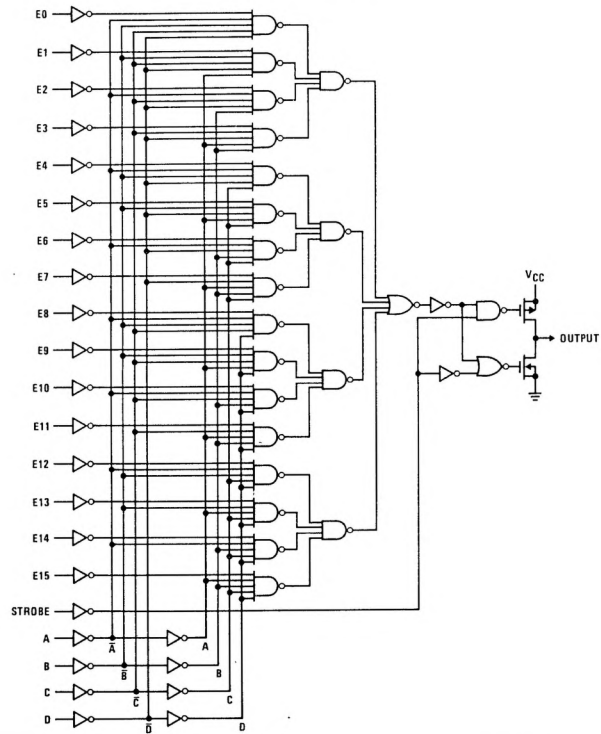 E0
E1
E2
E3
E4
E5
E6
E7
VCC
E8
OUTPUT
E9
E10
E11
E12
E13
E14
E15
STROBE
A
A̅
A
B
B̅
B
C
C̅
C
D
D̅
D